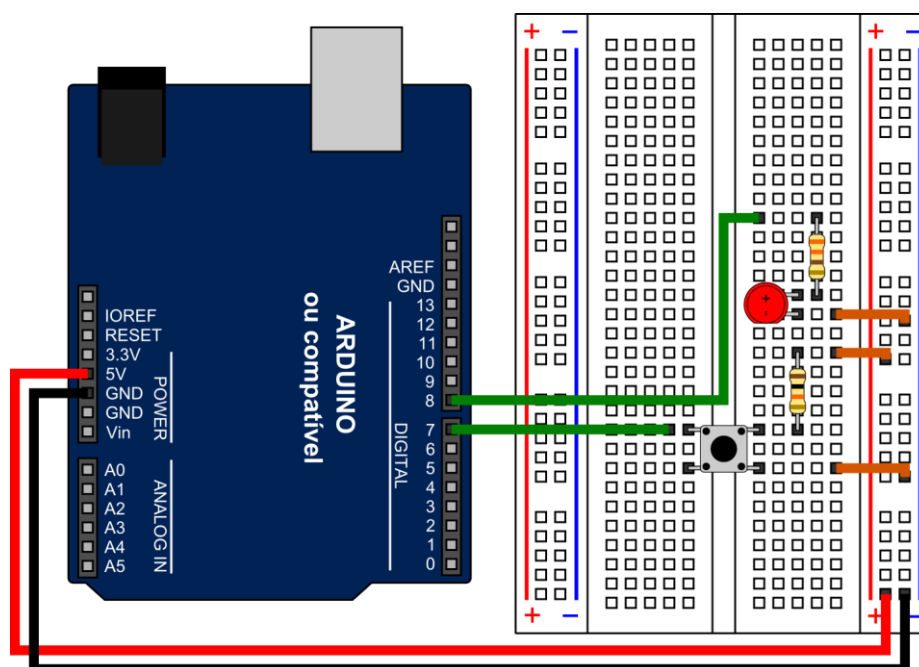 + − + −
IOREF
RESET
3.3V
5V
GND
GND
Vin
POWER
A0
A1
A2
A3
A4
A5
ANALOG IN
ARDUINO
ou compatível
AREF
GND
13
12
11
10
9
8
7
6
5
4
3
2
1
0
DIGITAL
+
-
+ − + −